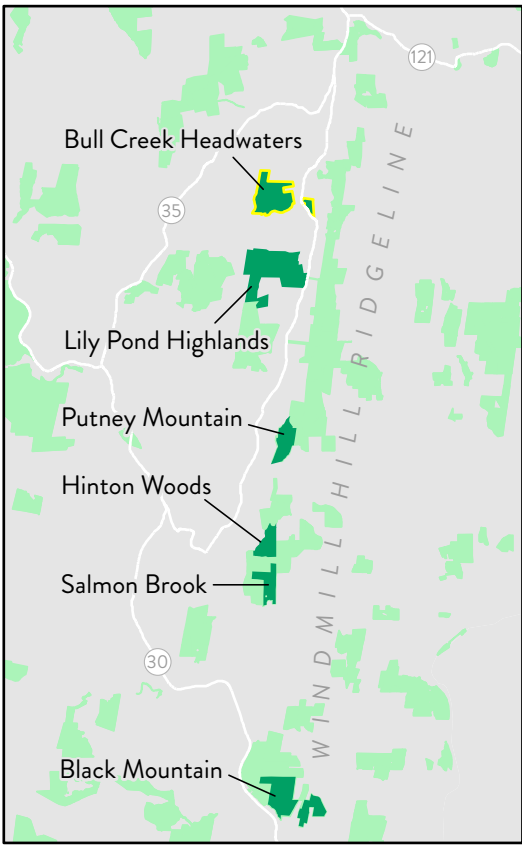 121
Bull Creek Headwaters
35
Lily Pond Highlands
Putney Mountain
Hinton Woods
Salmon Brook
30
Black Mountain
WINDMILL HILL RIDGELINE